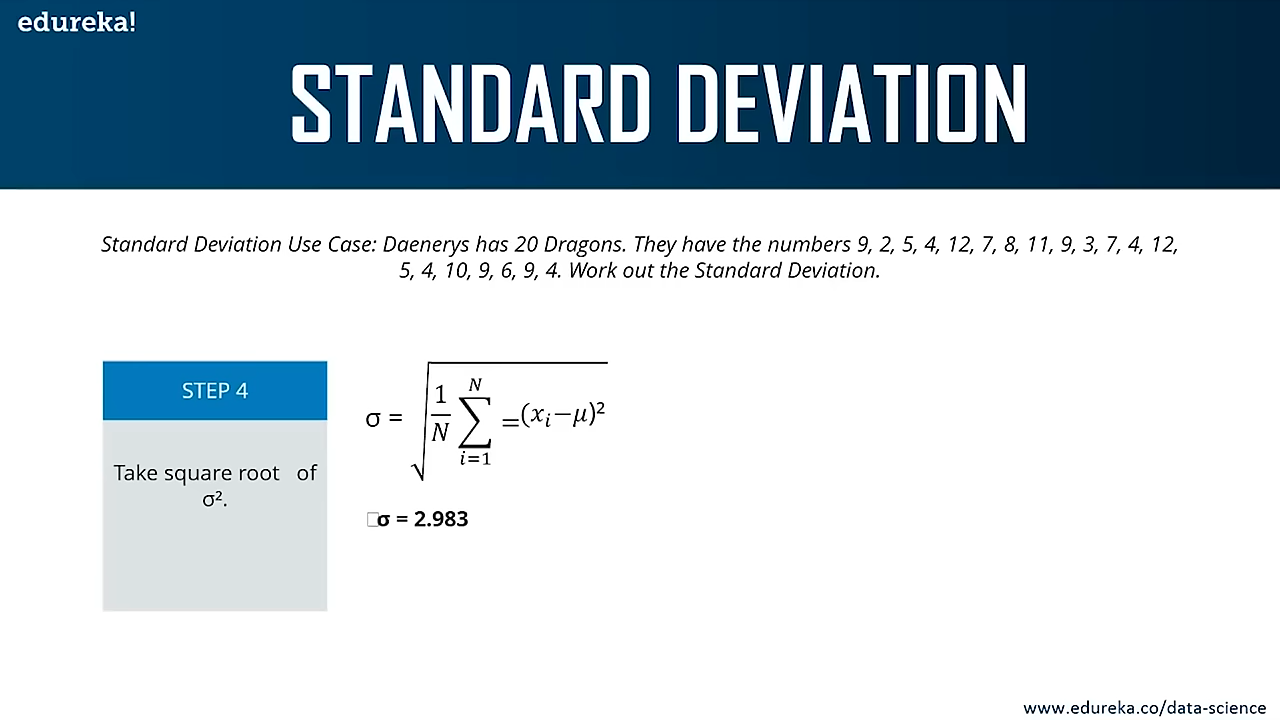 edureka!
STANDARD DEVIATION
Standard Deviation Use Case: Daenerys has 20 Dragons. They have the numbers 9, 2, 5, 4, 12, 7, 8, 11, 9, 3, 7, 4, 12,
5, 4, 10, 9, 6, 9, 4. Work out the Standard Deviation.
STEP 4
Take square root of
σ².
σ = √(1/N ∑_{i=1}^{N} =(xᵢ−μ)²)
□σ = 2.983
www.edureka.co/data-science